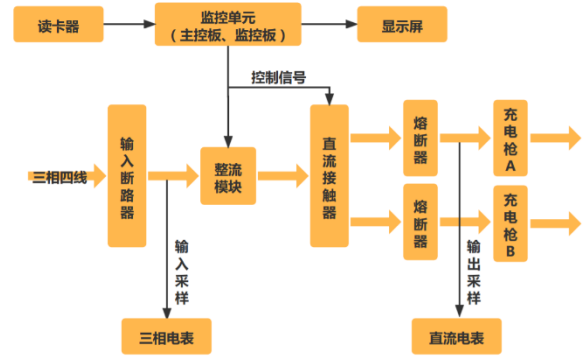 读卡器
监控单元
（主控板、监控板）
显示屏
控制信号
三相四线
输入断路器
整流
模块
直流接触器
熔断器
充电枪A
熔断器
充电枪B
输入采样
输出采样
三相电表
直流电表